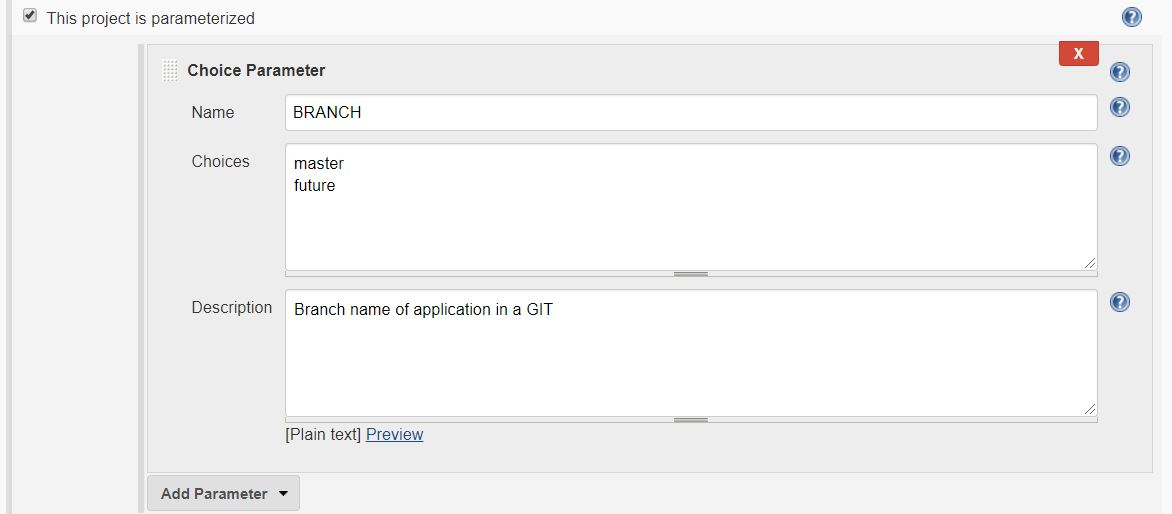 This project is parameterized
X
Choice Parameter
Name
BRANCH
Choices
master
future
Description
Branch name of application in a GIT
[Plain text] Preview
Add Parameter